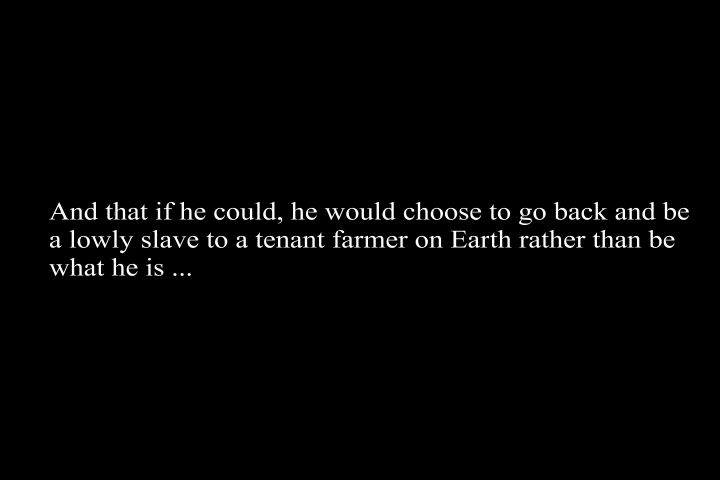 And that if he could, he would choose to go back and be
a lowly slave to a tenant farmer on Earth rather than be
what he is ...